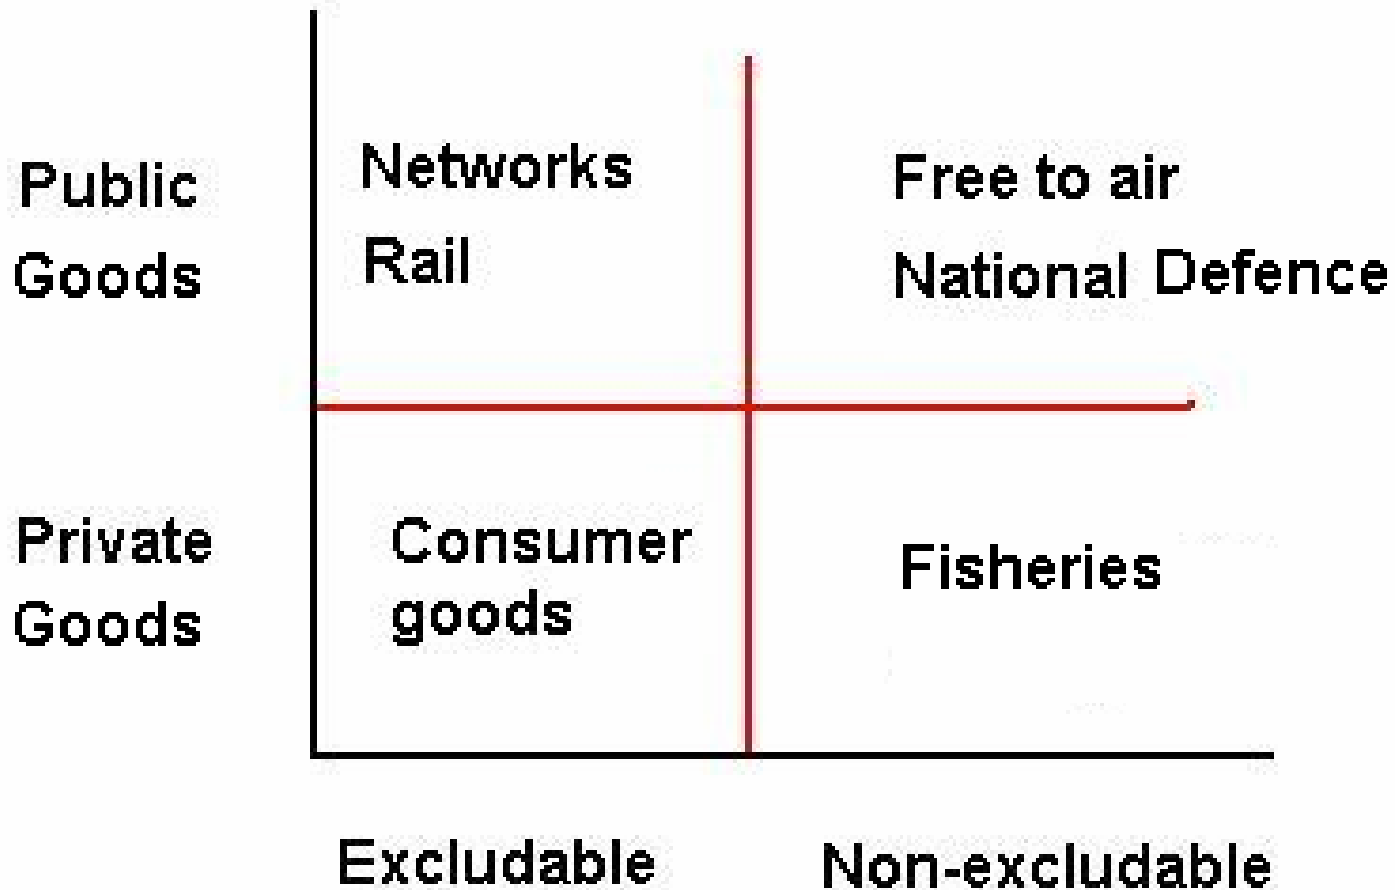 Public
Goods
Networks
Rail
Free to air
National Defence
Private
Goods
Consumer
goods
Fisheries
Excludable
Non-excludable